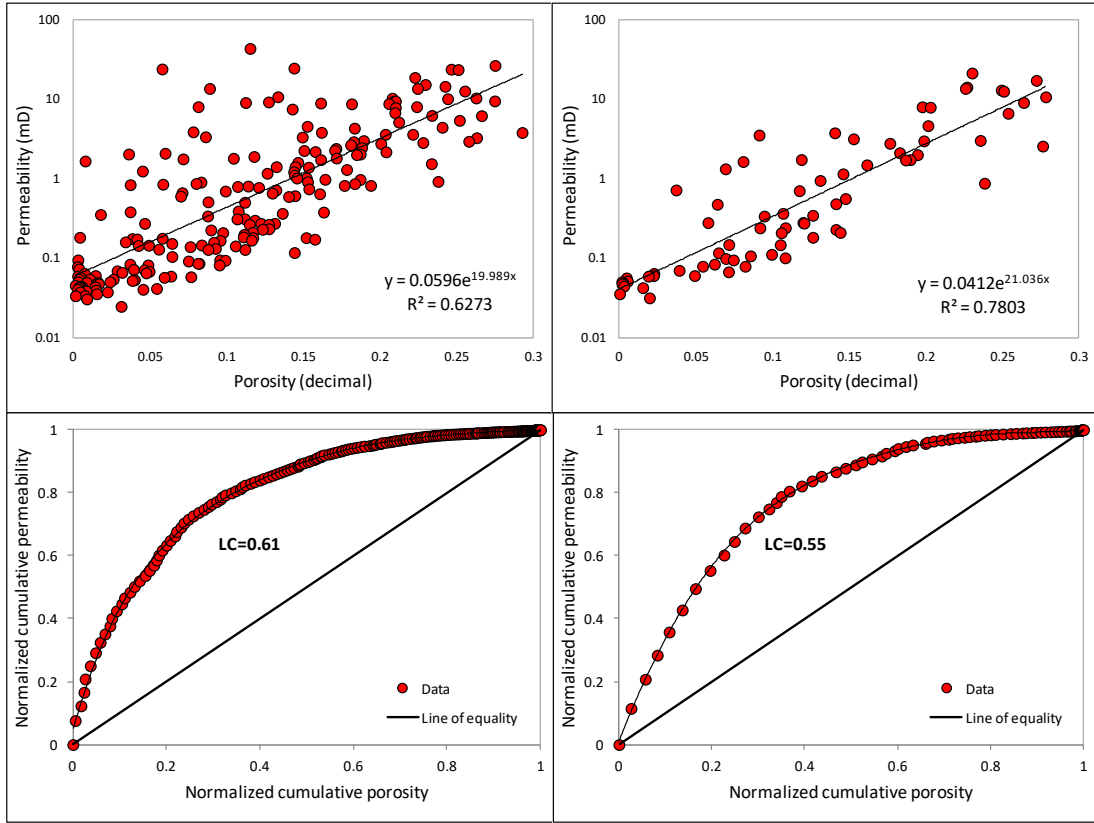 100
10
1
0.1
0.01
Permeability (mD)
0
0.05
0.1
0.15
0.2
0.25
0.3
Porosity (decimal)
y = 0.0596e^19.989x
R² = 0.6273
100
10
1
0.1
0.01
Permeability (mD)
0
0.05
0.1
0.15
0.2
0.25
0.3
Porosity (decimal)
y = 0.0412e^21.036x
R² = 0.7803
1
0.8
0.6
0.4
0.2
0
Normalized cumulative permeability
LC=0.61
Data
Line of equality
0
0.2
0.4
0.6
0.8
1
Normalized cumulative porosity
1
0.8
0.6
0.4
0.2
0
Normalized cumulative permeability
LC=0.55
Data
Line of equality
0
0.2
0.4
0.6
0.8
1
Normalized cumulative porosity